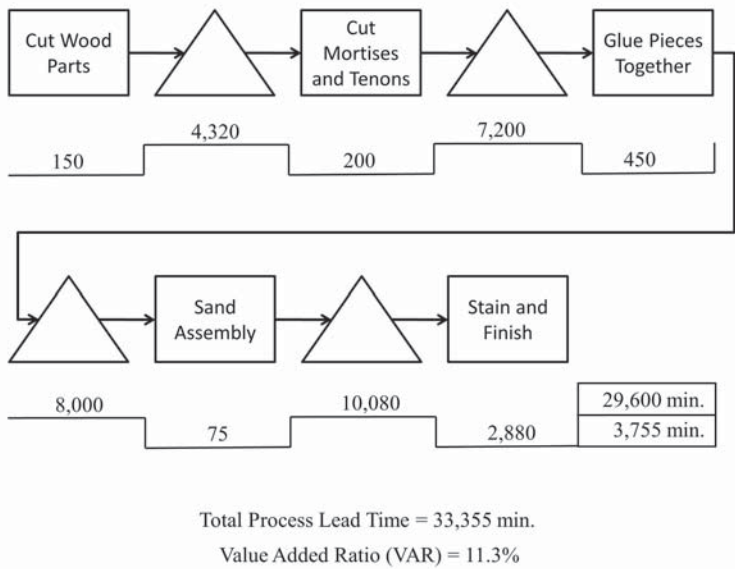 Cut Wood
Parts
Cut
Mortises
and Tenons
Glue Pieces
Together
4,320
7,200
150
200
450
Sand
Assembly
Stain and
Finish
8,000
10,080
29,600 min.
75
2,880
3,755 min.
Total Process Lead Time = 33,355 min.
Value Added Ratio (VAR) = 11.3%